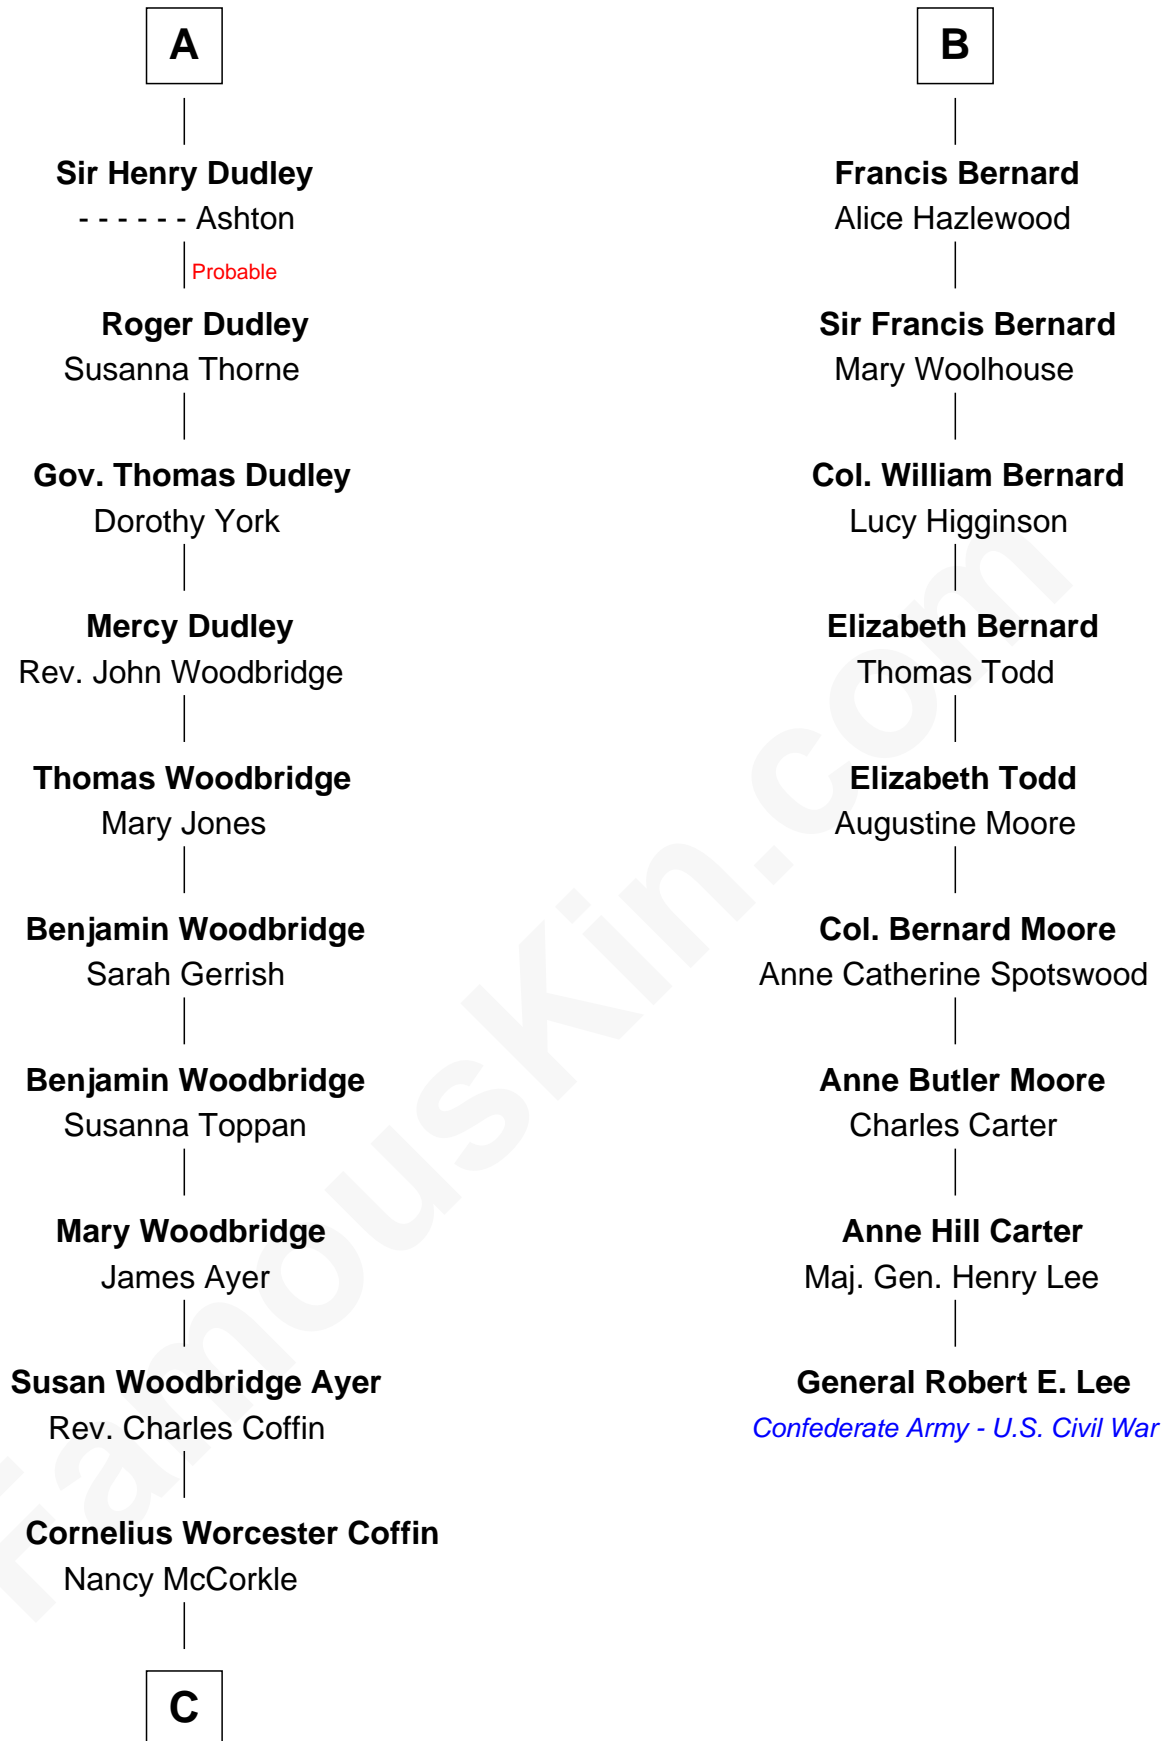 A
Sir Henry Dudley
- - - - - - Ashton
Probable
Roger Dudley
Susanna Thorne
Gov. Thomas Dudley
Dorothy York
Mercy Dudley
Rev. John Woodbridge
Thomas Woodbridge
Mary Jones
Benjamin Woodbridge
Sarah Gerrish
Benjamin Woodbridge
Susanna Toppan
Mary Woodbridge
James Ayer
Susan Woodbridge Ayer
Rev. Charles Coffin
Cornelius Worcester Coffin
Nancy McCorkle
C
B
Francis Bernard
Alice Hazlewood
Sir Francis Bernard
Mary Woolhouse
Col. William Bernard
Lucy Higginson
Elizabeth Bernard
Thomas Todd
Elizabeth Todd
Augustine Moore
Col. Bernard Moore
Anne Catherine Spotswood
Anne Butler Moore
Charles Carter
Anne Hill Carter
Maj. Gen. Henry Lee
General Robert E. Lee
Confederate Army - U.S. Civil War
FamousKin.com